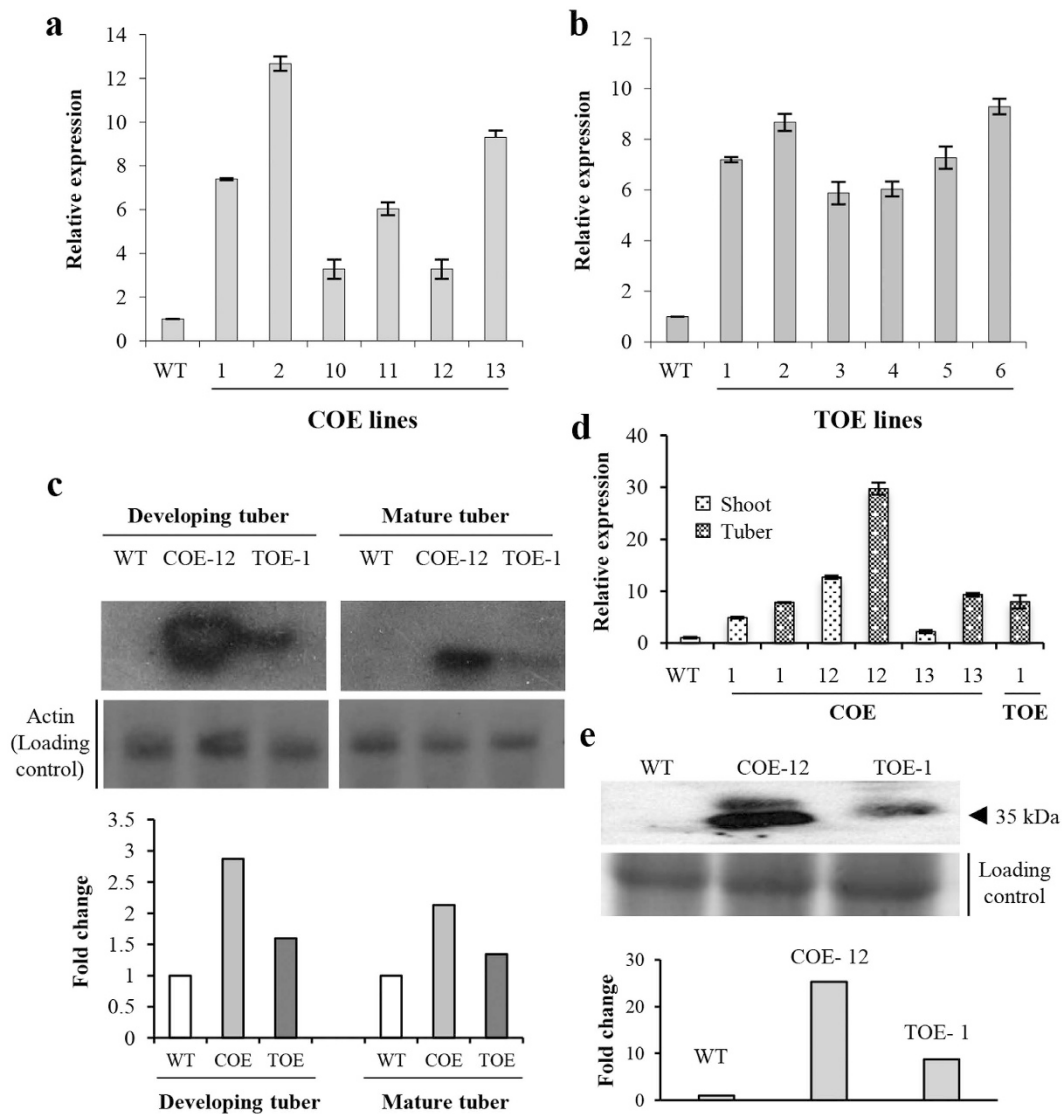 a
14
12
10
8
6
4
2
0
Relative expression
WT 1 2 10 11 12 13
COE lines
b
12
10
8
6
4
2
0
Relative expression
WT 1 2 3 4 5 6
TOE lines
c
Developing tuber Mature tuber
WT COE-12 TOE-1 WT COE-12 TOE-1
Actin
(Loading
control)
3.5
3
2.5
2
1.5
1
0.5
0
Fold change
WT COE TOE WT COE TOE
Developing tuber Mature tuber
d
40
30
20
10
0
Relative expression
Shoot
Tuber
WT 1 1 12 12 13 13 1
COE TOE
e
WT COE-12 TOE-1
35 kDa
Loading
control
30
20
10
0
Fold change
WT
COE- 12
TOE- 1